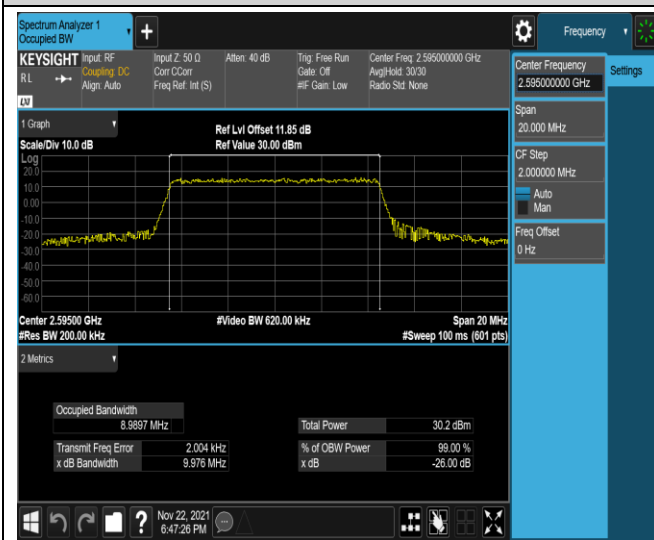 Spectrum Analyzer 1
Occupied BW
+
Frequency
KEYSIGHT
RL
LXI
Input: RF
Coupling: DC
Align: Auto
Input Z: 50 Ω
Corr CCorr
Freq Ref: Int (S)
Atten: 40 dB
Trig: Free Run
Gate: Off
#IF Gain: Low
Center Freq: 2.595000000 GHz
Avg|Hold: 30/30
Radio Std: None
Center Frequency
2.595000000 GHz
Settings
Span
20.000 MHz
CF Step
2.000000 MHz
Auto
Man
Freq Offset
0 Hz
1 Graph
Scale/Div 10.0 dB
Ref Lvl Offset 11.85 dB
Ref Value 30.00 dBm
Log
20.0
10.0
0.00
-10.0
-20.0
-30.0
-40.0
-50.0
-60.0
Center 2.59500 GHz
#Res BW 200.00 kHz
#Video BW 620.00 kHz
Span 20 MHz
#Sweep 100 ms (601 pts)
2 Metrics
Occupied Bandwidth
8.9897 MHz
Total Power 30.2 dBm
Transmit Freq Error 2.004 kHz
% of OBW Power 99.00 %
x dB Bandwidth 9.976 MHz
x dB -26.00 dB
?
Nov 22, 2021
6:47:26 PM